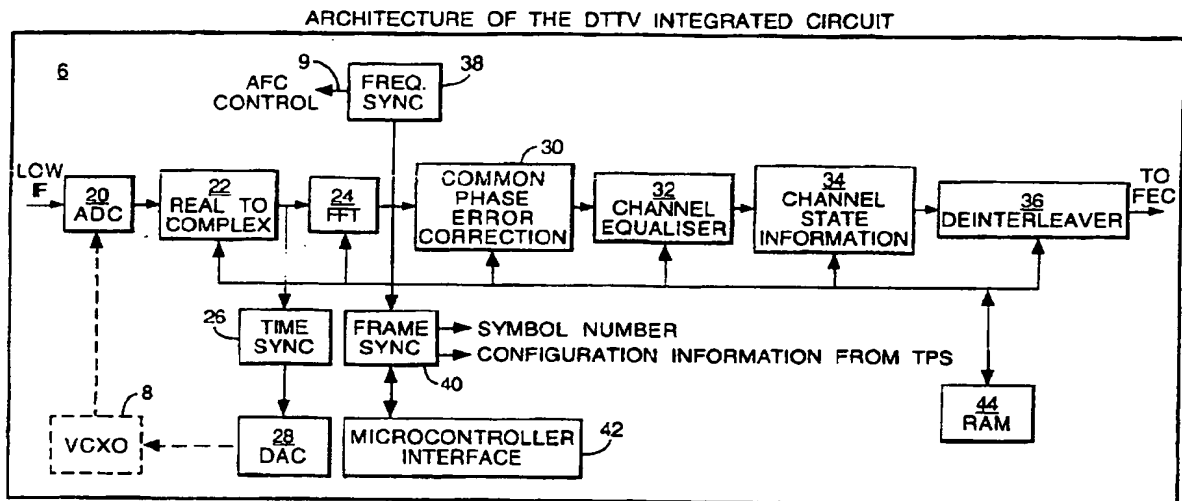 ARCHITECTURE OF THE DTTV INTEGRATED CIRCUIT
6
9
38
AFC
CONTROL
FREQ.
SYNC
LOW
IF
20
ADC
22
REAL TO
COMPLEX
24
FFT
30
COMMON
PHASE
ERROR
CORRECTION
32
CHANNEL
EQUALISER
34
CHANNEL
STATE
INFORMATION
36
DEINTERLEAVER
TO
FEC
26
TIME
SYNC
FRAME
SYNC
40
SYMBOL NUMBER
CONFIGURATION INFORMATION FROM TPS
8
VCXO
28
DAC
MICROCONTROLLER
INTERFACE
42
44
RAM